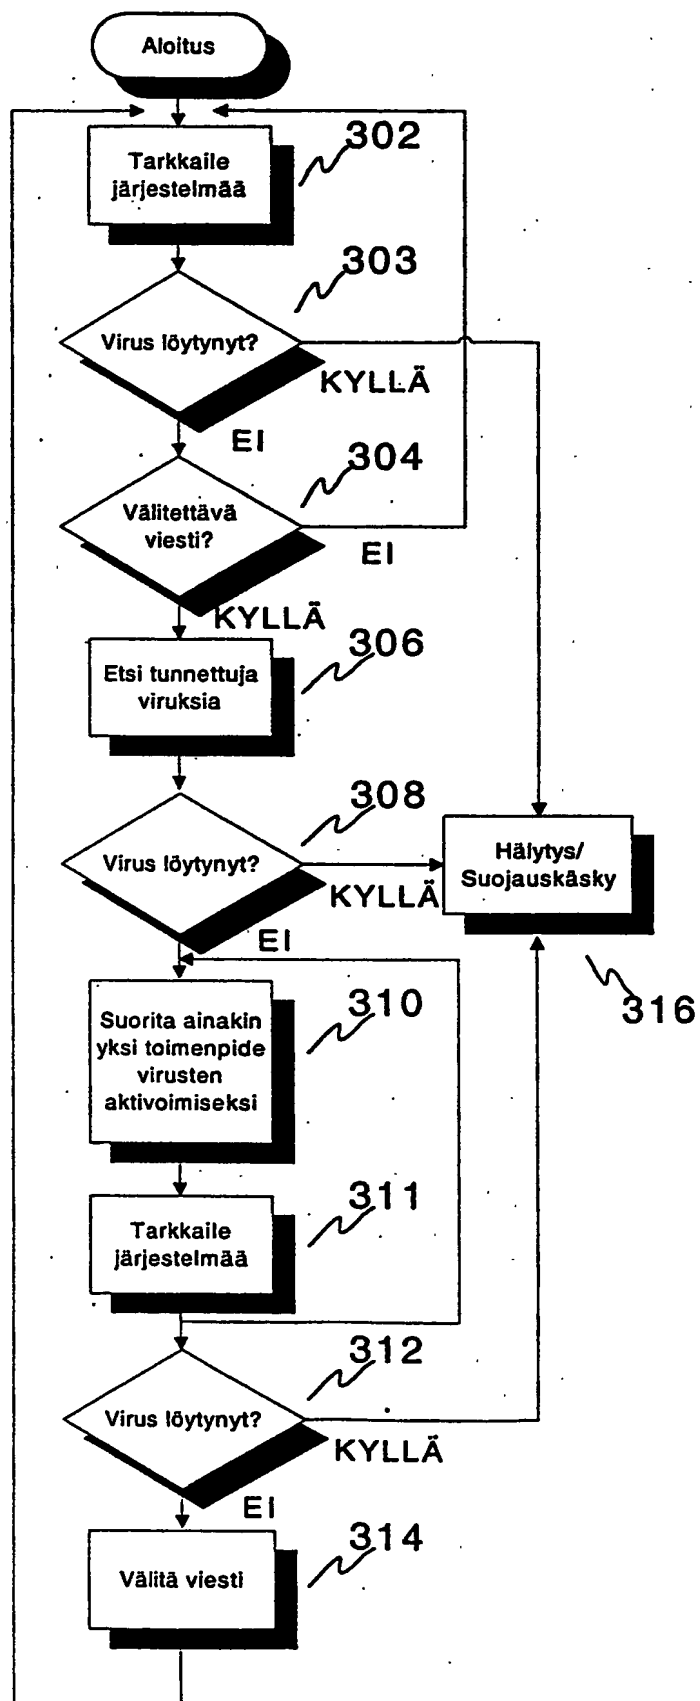 Aloitus
302
Tarkkaile
järjestelmää
303
Virus löytynyt?
KYLLÄ
EI
304
Välitettävä
viesti?
EI
KYLLÄ
306
Etsi tunnettuja
viruksia
308
Virus löytynyt?
KYLLÄ
Hälytys/
Suojauskäsky
EI
316
310
Suorita ainakin
yksi toimenpide
virusten
aktivoimiseksi
311
Tarkkaile
järjestelmää
312
Virus löytynyt?
KYLLÄ
EI
314
Välitä viesti